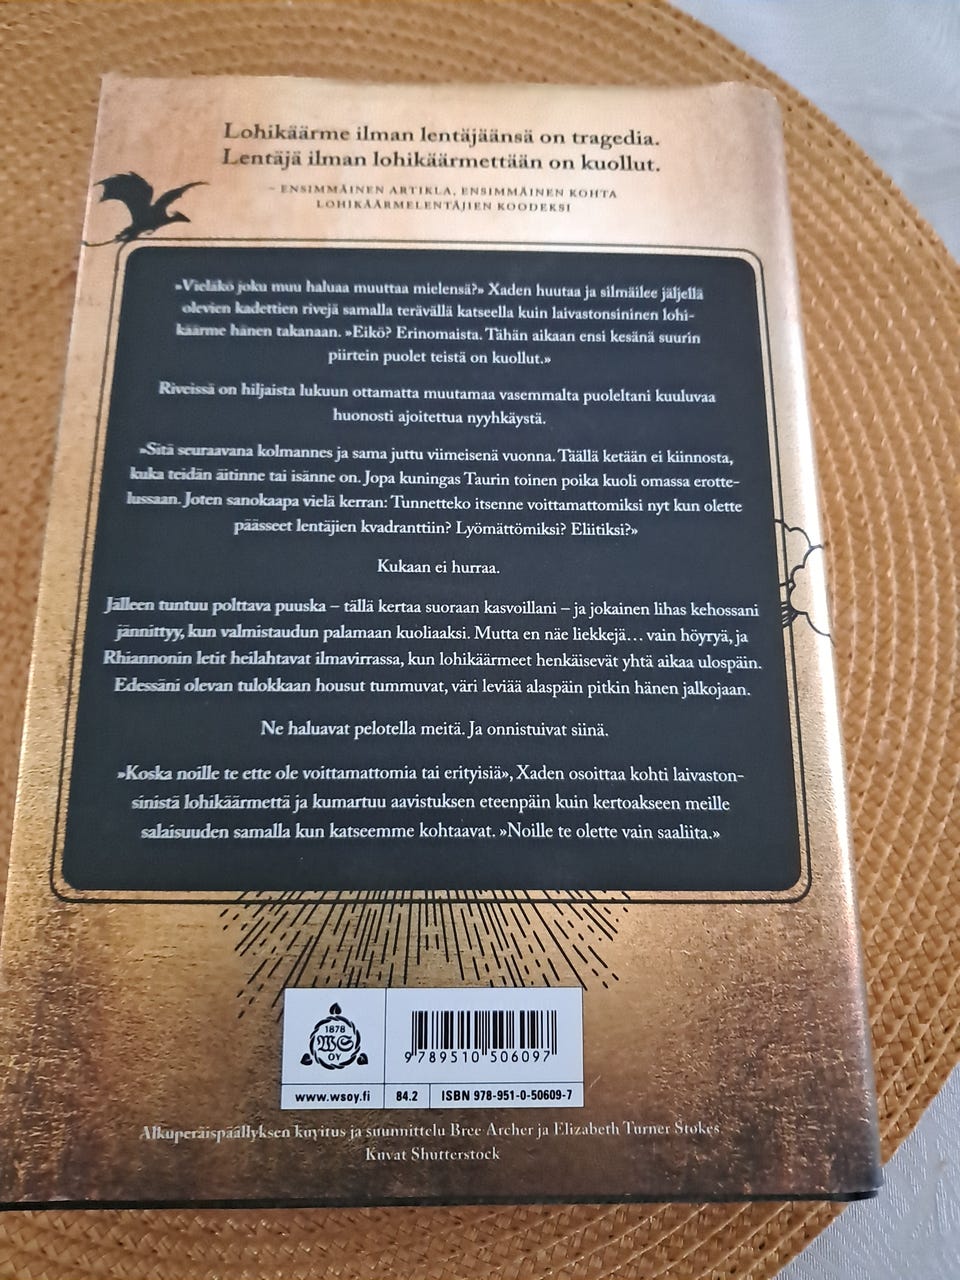 Lohikäärme ilman lentäjäänsä on tragedia.
Lentäjä ilman lohikäärmettään on kuollut.
– ENSIMMÄINEN ARTIKLA, ENSIMMÄINEN KOHTA
LOHIKÄÄRMELENTÄJIEN KOODEKSI
»Vieläkö joku muu haluaa muuttaa mielensä?» Xaden huutaa ja silmäilee jäljellä
olevien kadettien rivejä samalla terävällä katseella kuin laivastonsininen lohi-
käärme hänen takanaan. »Eikö? Erinomaista. Tähän aikaan ensi kesänä suurin
piirtein puolet teistä on kuollut.»
Riveissä on hiljaista lukuun ottamatta muutamaa vasemmalta puoleltani kuuluvaa
huonosti ajoitettua nyyhkäystä.
»Sitä seuraavana kolmannes ja sama juttu viimeisenä vuonna. Täällä ketään ei kiinnosta,
kuka teidän äitinne tai isänne on. Jopa kuningas Taurin toinen poika kuoli omassa erotte-
lussaan. Joten sanokaapa vielä kerran: Tunnetteko itsenne voittamattomiksi nyt kun olette
päässeet lentäjien kvadranttiin? Lyömättömiksi? Eliitiksi?»
Kukaan ei hurraa.
Jälleen tuntuu polttava puuska – tällä kertaa suoraan kasvoillani – ja jokainen lihas kehossani
jännittyy, kun valmistaudun palamaan kuoliaaksi. Mutta en näe liekkejä… vain höyryä, ja
Rhiannonin letit heilahtavat ilmavirrassa, kun lohikäärmeet henkäisevät yhtä aikaa ulospäin.
Edessäni olevan tulokkaan housut tummuvat, väri leviää alaspäin pitkin hänen jalkojaan.
Ne haluavat pelotella meitä. Ja onnistuivat siinä.
»Koska noille te ette ole voittamattomia tai erityisiä», Xaden osoittaa kohti laivaston-
sinistä lohikäärmettä ja kumartuu aavistuksen eteenpäin kuin kertoakseen meille
salaisuuden samalla kun katseemme kohtaavat. »Noille te olette vain saaliita.»
1878
WS
OY
9 789510 506097
www.wsoy.fi
84.2
ISBN 978-951-0-50609-7
Alkuperäispäällyksen kuvitus ja suunnittelu Bree Archer ja Elizabeth Turner Stokes
Kuvat Shutterstock